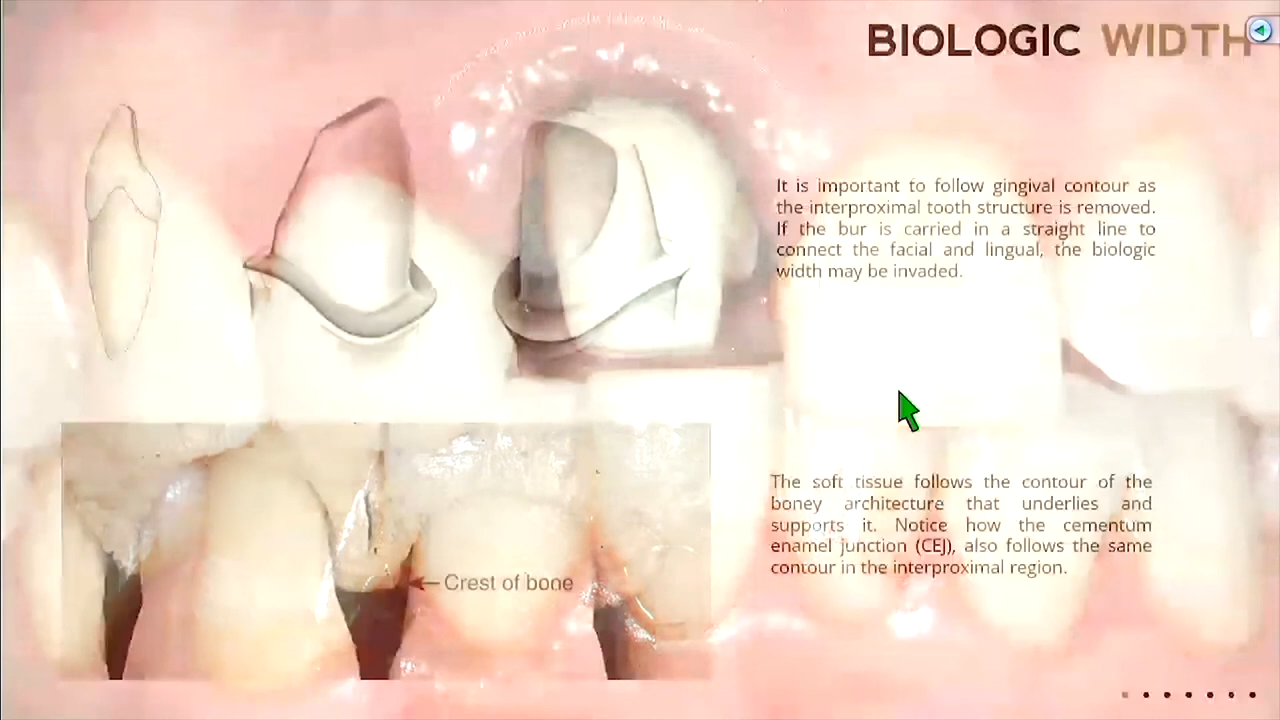 BIOLOGIC WIDTH
It is important to follow gingival contour as
the interproximal tooth structure is removed.
If the bur is carried in a straight line to
connect the facial and lingual, the biologic
width may be invaded.
The soft tissue follows the contour of the
boney architecture that underlies and
supports it. Notice how the cementum
enamel junction (CEJ), also follows the same
contour in the interproximal region.
Crest of bone